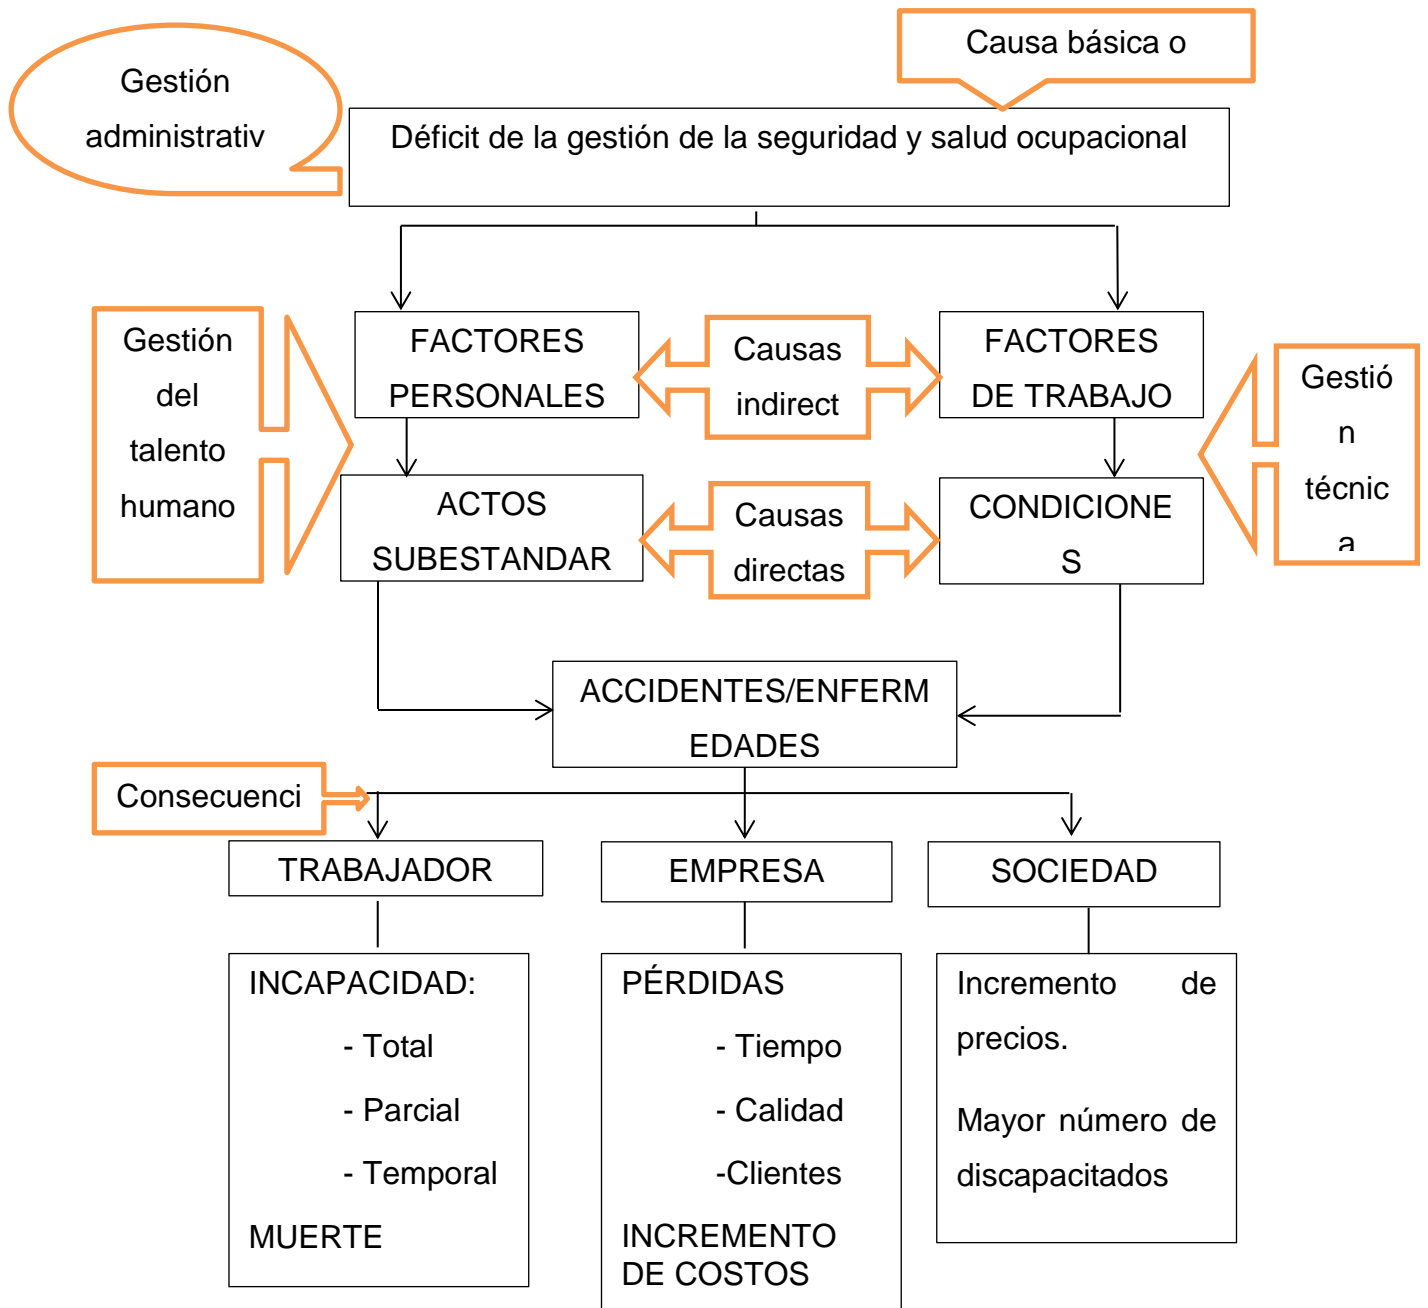 Causa básica o
Gestión
administrativ
Déficit de la gestión de la seguridad y salud ocupacional
Gestión
del
talento
humano
FACTORES
PERSONALES
Causas
indirect
FACTORES
DE TRABAJO
Gestió
n
técnic
a
ACTOS
SUBESTANDAR
Causas
directas
CONDICIONE
S
ACCIDENTES/ENFERM
EDADES
Consecuenci
TRABAJADOR
EMPRESA
SOCIEDAD
INCAPACIDAD:
- Total
- Parcial
- Temporal
MUERTE
PÉRDIDAS
- Tiempo
- Calidad
-Clientes
INCREMENTO
DE COSTOS
Incremento de
precios.
Mayor número de
discapacitados